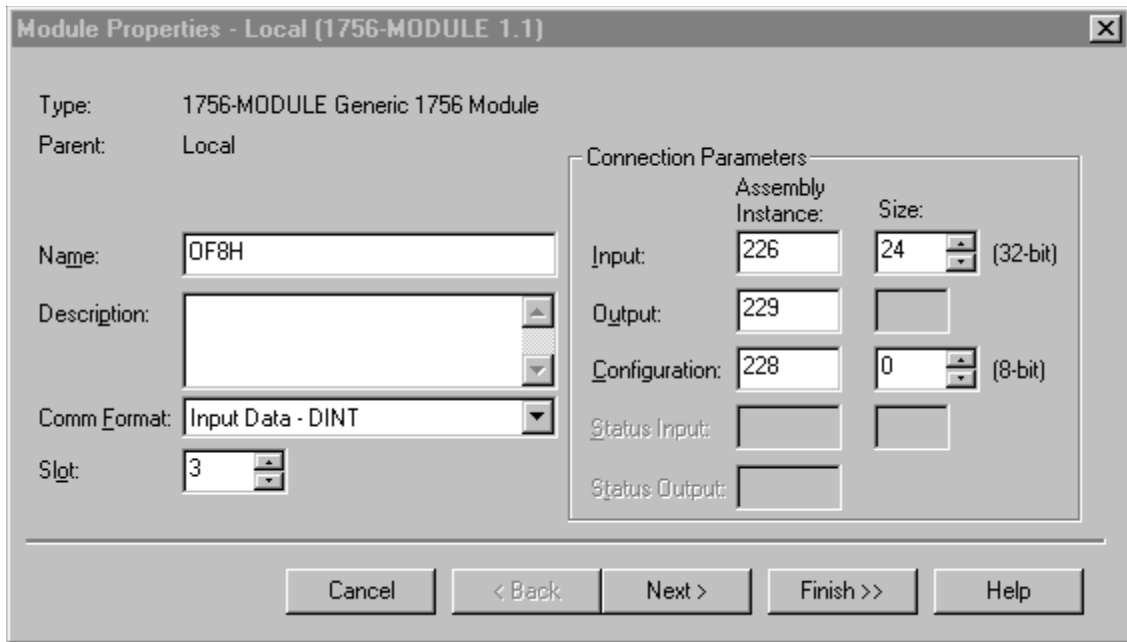 Module Properties - Local (1756-MODULE 1.1)
Type: 1756-MODULE Generic 1756 Module
Parent: Local
Name: OF8H
Description:
Comm Format: Input Data - DINT
Slot: 3
Connection Parameters
Assembly Instance: Size:
Input: 226 24 (32-bit)
Output: 229
Configuration: 228 0 (8-bit)
Status Input:
Status Output:
Cancel < Back Next > Finish >> Help